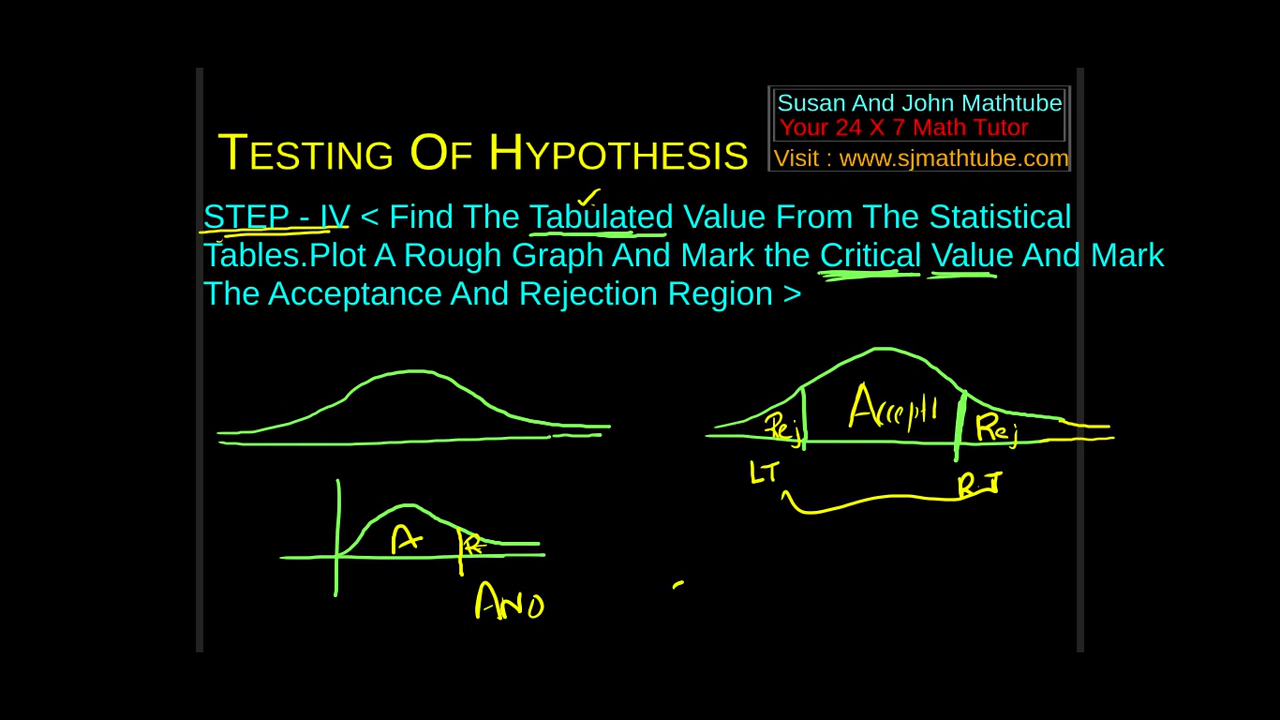 Susan And John Mathtube
Your 24 X 7 Math Tutor
Visit : www.sjmathtube.com
TESTING OF HYPOTHESIS
STEP - IV < Find The Tabulated Value From The Statistical
Tables.Plot A Rough Graph And Mark the Critical Value And Mark
The Acceptance And Rejection Region >
Rej Rej
LT
A R
ANO